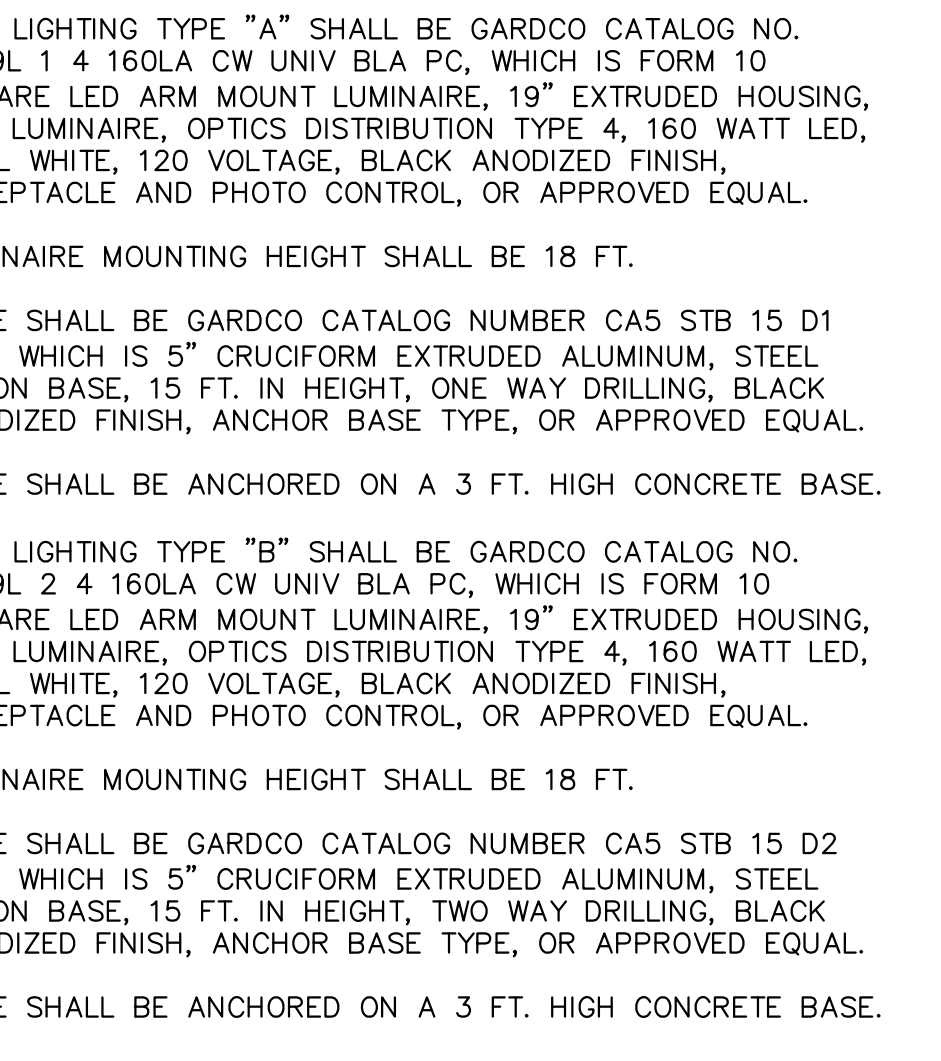 LIGHTING TYPE "A" SHALL BE GARDCO CATALOG NO.
9L 1 4 160LA CW UNIV BLA PC, WHICH IS FORM 10
ARE LED ARM MOUNT LUMINAIRE, 19" EXTRUDED HOUSING,
LUMINAIRE, OPTICS DISTRIBUTION TYPE 4, 160 WATT LED,
L WHITE, 120 VOLTAGE, BLACK ANODIZED FINISH,
EPTACLE AND PHOTO CONTROL, OR APPROVED EQUAL.
NAIRE MOUNTING HEIGHT SHALL BE 18 FT.
E SHALL BE GARDCO CATALOG NUMBER CA5 STB 15 D1
WHICH IS 5" CRUCIFORM EXTRUDED ALUMINUM, STEEL
ON BASE, 15 FT. IN HEIGHT, ONE WAY DRILLING, BLACK
DIZED FINISH, ANCHOR BASE TYPE, OR APPROVED EQUAL.
E SHALL BE ANCHORED ON A 3 FT. HIGH CONCRETE BASE.
LIGHTING TYPE "B" SHALL BE GARDCO CATALOG NO.
9L 2 4 160LA CW UNIV BLA PC, WHICH IS FORM 10
ARE LED ARM MOUNT LUMINAIRE, 19" EXTRUDED HOUSING,
LUMINAIRE, OPTICS DISTRIBUTION TYPE 4, 160 WATT LED,
L WHITE, 120 VOLTAGE, BLACK ANODIZED FINISH,
EPTACLE AND PHOTO CONTROL, OR APPROVED EQUAL.
NAIRE MOUNTING HEIGHT SHALL BE 18 FT.
E SHALL BE GARDCO CATALOG NUMBER CA5 STB 15 D2
WHICH IS 5" CRUCIFORM EXTRUDED ALUMINUM, STEEL
ON BASE, 15 FT. IN HEIGHT, TWO WAY DRILLING, BLACK
DIZED FINISH, ANCHOR BASE TYPE, OR APPROVED EQUAL.
E SHALL BE ANCHORED ON A 3 FT. HIGH CONCRETE BASE.